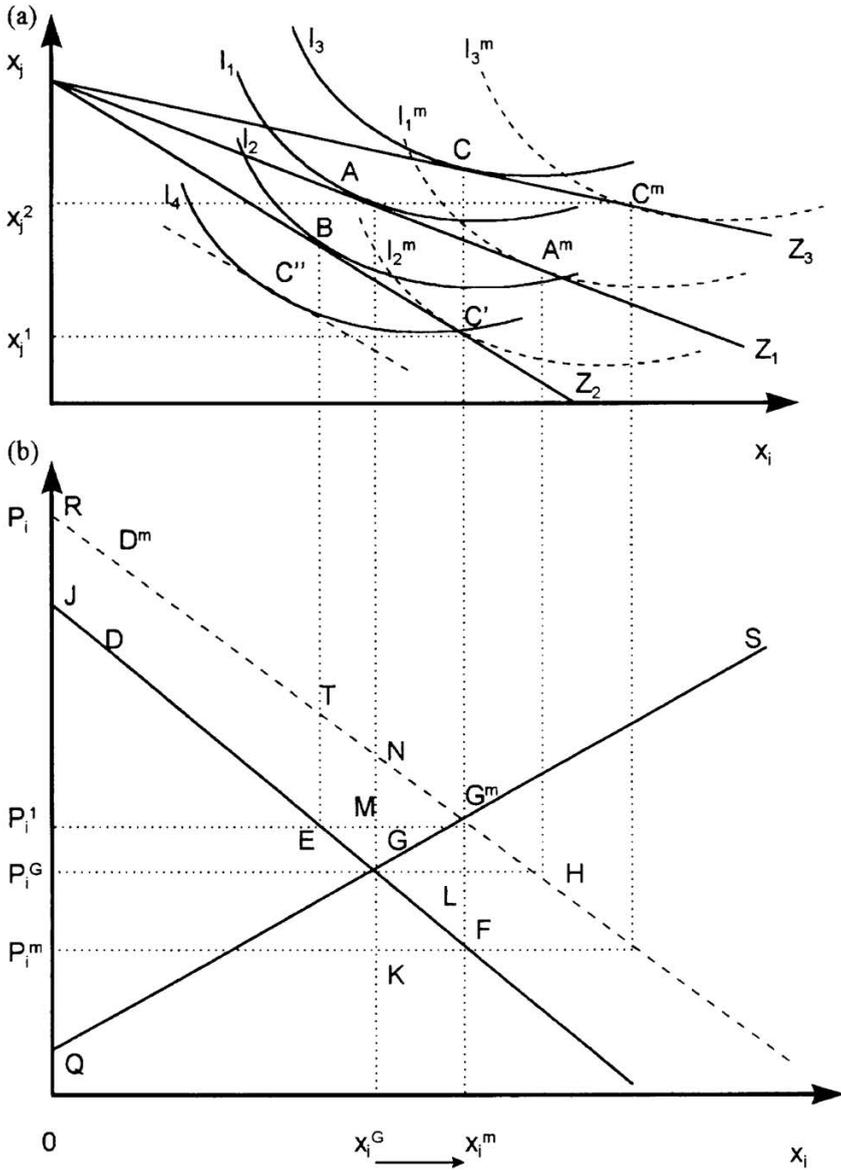 (a)
xⱼ
I₃
I₃ᵐ
I₁
I₁ᵐ
I₂
C
A
I₄
Cᵐ
xⱼ²
B
I₂ᵐ
Aᵐ
Z₃
C''
C'
xⱼ¹
Z₁
Z₂
xᵢ
(b)
Pᵢ
R
Dᵐ
J
D
S
T
N
Gᵐ
M
Pᵢ¹
E
G
PᵢG
H
L
F
Pᵢᵐ
K
Q
0
xᵢG
xᵢᵐ
xᵢ